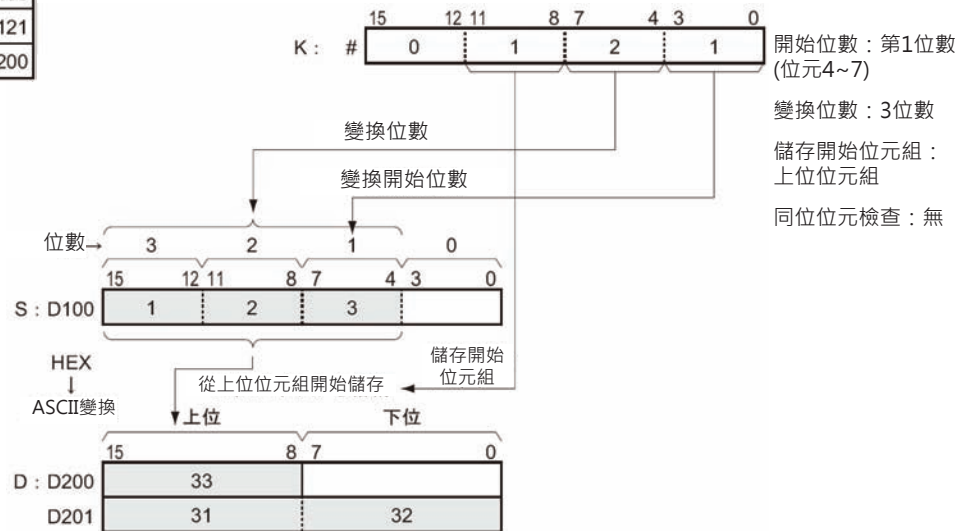 121
200
15 12 11 8 7 4 3 0
K : # 0 1 2 1
開始位數：第1位數
(位元4~7)
變換位數：3位數
儲存開始位元組：
上位位元組
同位位元檢查：無
變換位數
變換開始位數
位數→ 3 2 1 0
15 12 11 8 7 4 3 0
S : D100 1 2 3
HEX
↓
ASCII變換
儲存開始
位元組
從上位位元組開始儲存
上位 下位
15 8 7 0
D : D200 33
D201 31 32